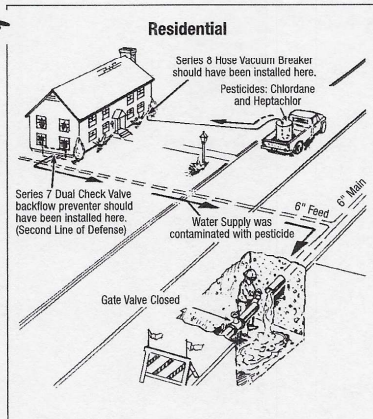 Residential
Series 8 Hose Vacuum Breaker
should have been installed here.
Pesticides: Chlordane
and Heptachlor
Series 7 Dual Check Valve
backflow preventer should
have been installed here.
(Second Line of Defense)
Water Supply was
contaminated with pesticide
6" Feed
6" Main
Gate Valve Closed